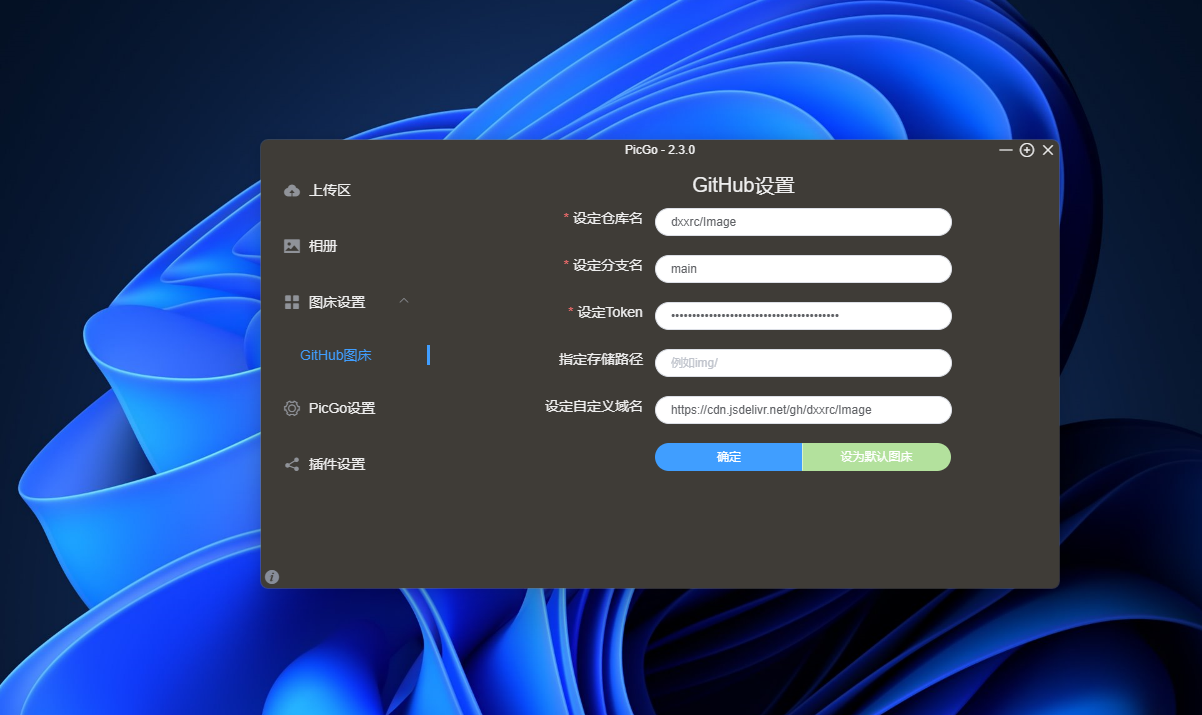 PicGo - 2.3.0
上传区
相册
图床设置
GitHub图床
PicGo设置
插件设置
GitHub设置
* 设定仓库名 dxxrc/Image
* 设定分支名 main
* 设定Token ••••••••••••••••••••••••••••••••••••••••
指定存储路径 例如img/
设定自定义域名 https://cdn.jsdelivr.net/gh/dxxrc/Image
确定 设为默认图床